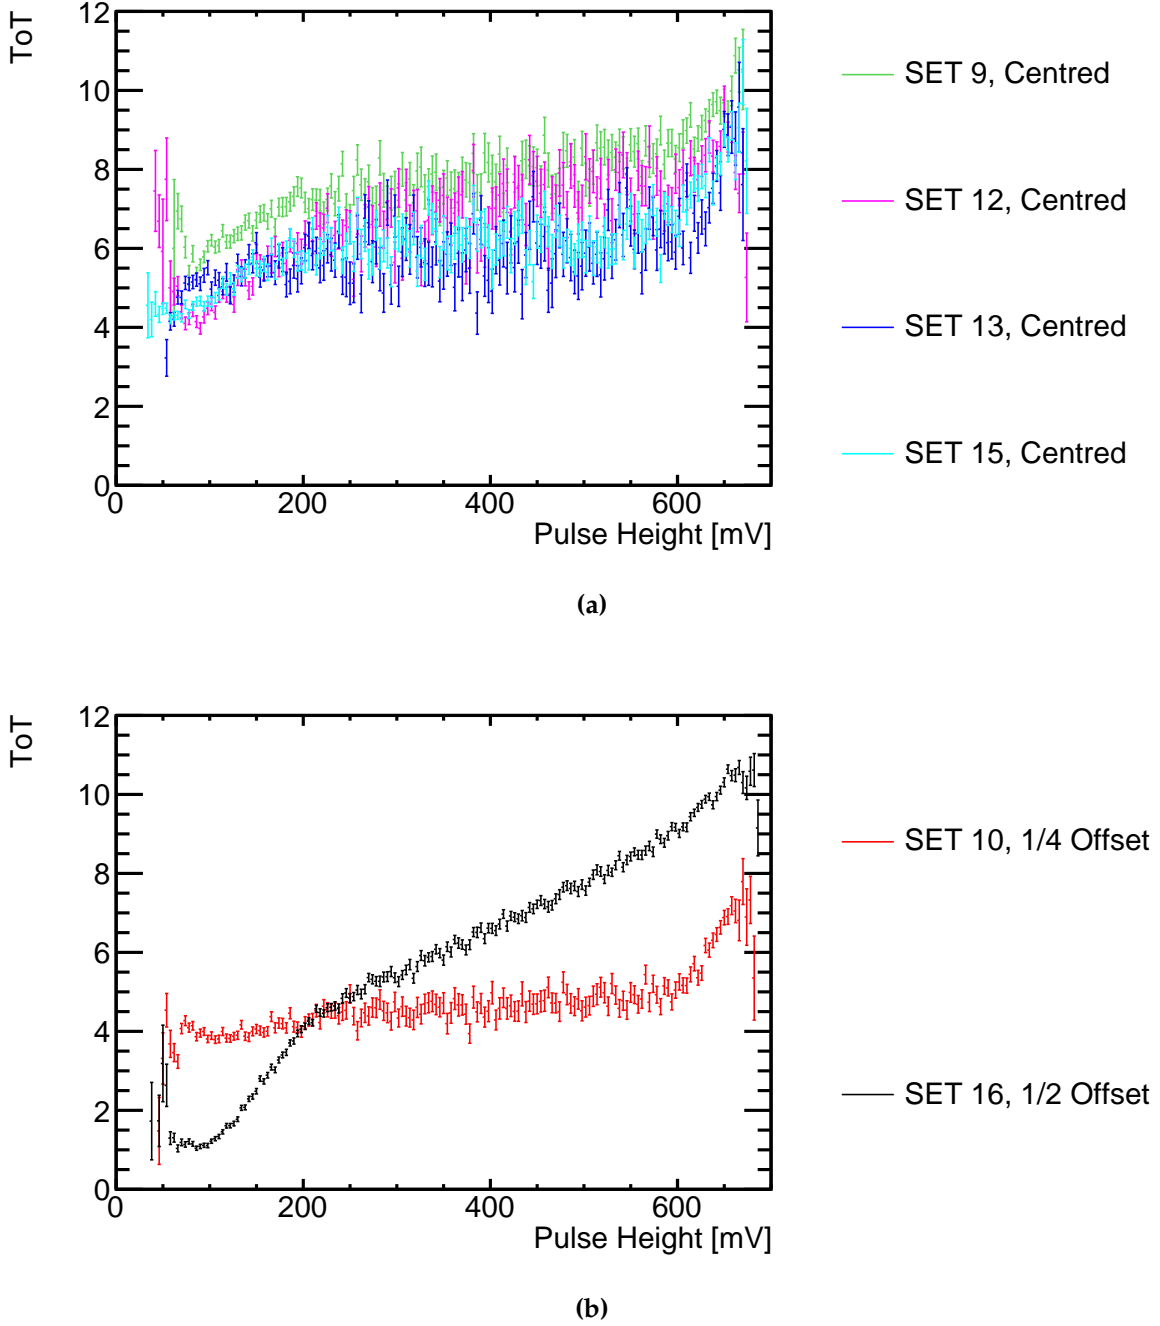 ToT
12
10
8
6
4
2
0
0 200 400 600
Pulse Height [mV]
SET 9, Centred
SET 12, Centred
SET 13, Centred
SET 15, Centred
(a)
ToT
12
10
8
6
4
2
0
0 200 400 600
Pulse Height [mV]
SET 10, 1/4 Offset
SET 16, 1/2 Offset
(b)